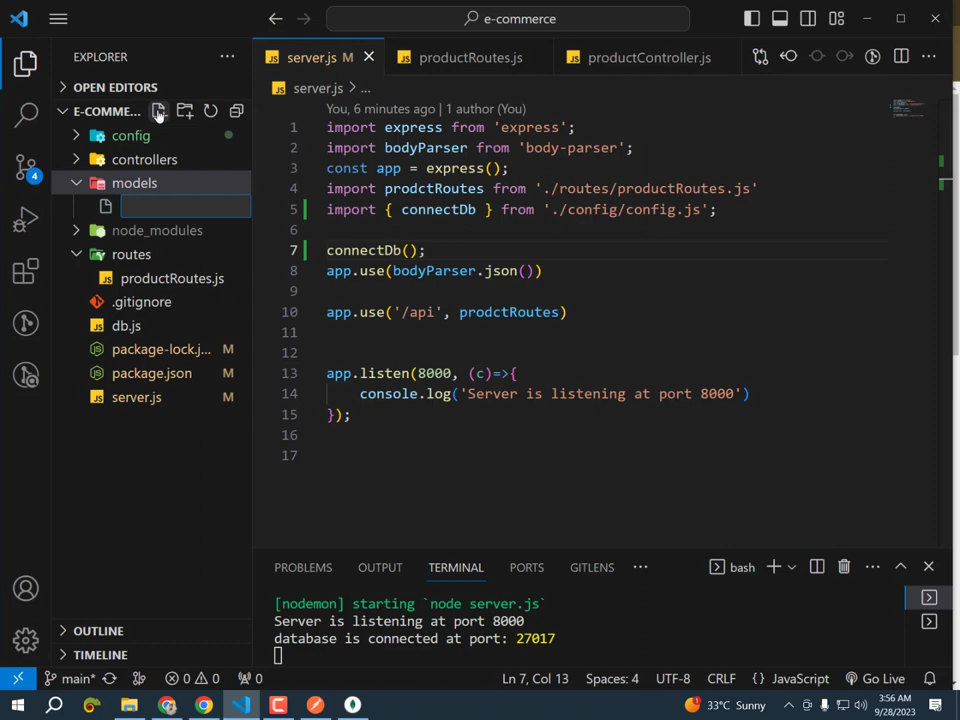 e-commerce
EXPLORER
OPEN EDITORS
E-COMME...
config
controllers
models
node_modules
routes
productRoutes.js
.gitignore
db.js
package-lock.j... M
package.json M
server.js M
OUTLINE
TIMELINE
4
server.js M
productRoutes.js
productController.js
server.js > ...
You, 6 minutes ago | 1 author (You)
1 import express from 'express';
2 import bodyParser from 'body-parser';
3 const app = express();
4 import prodctRoutes from './routes/productRoutes.js'
5 import { connectDb } from './config/config.js';
6
7 connectDb();
8 app.use(bodyParser.json())
9
10 app.use('/api', prodctRoutes)
11
12
13 app.listen(8000, (c)=>{
14 console.log('Server is listening at port 8000')
15 });
16
17
PROBLEMS OUTPUT TERMINAL PORTS GITLENS
bash
[nodemon] starting `node server.js`
Server is listening at port 8000
database is connected at port: 27017
main* 0 0 0 Ln 7, Col 13 Spaces: 4 UTF-8 CRLF { } JavaScript Go Live
33°C Sunny
3:56 AM
9/28/2023